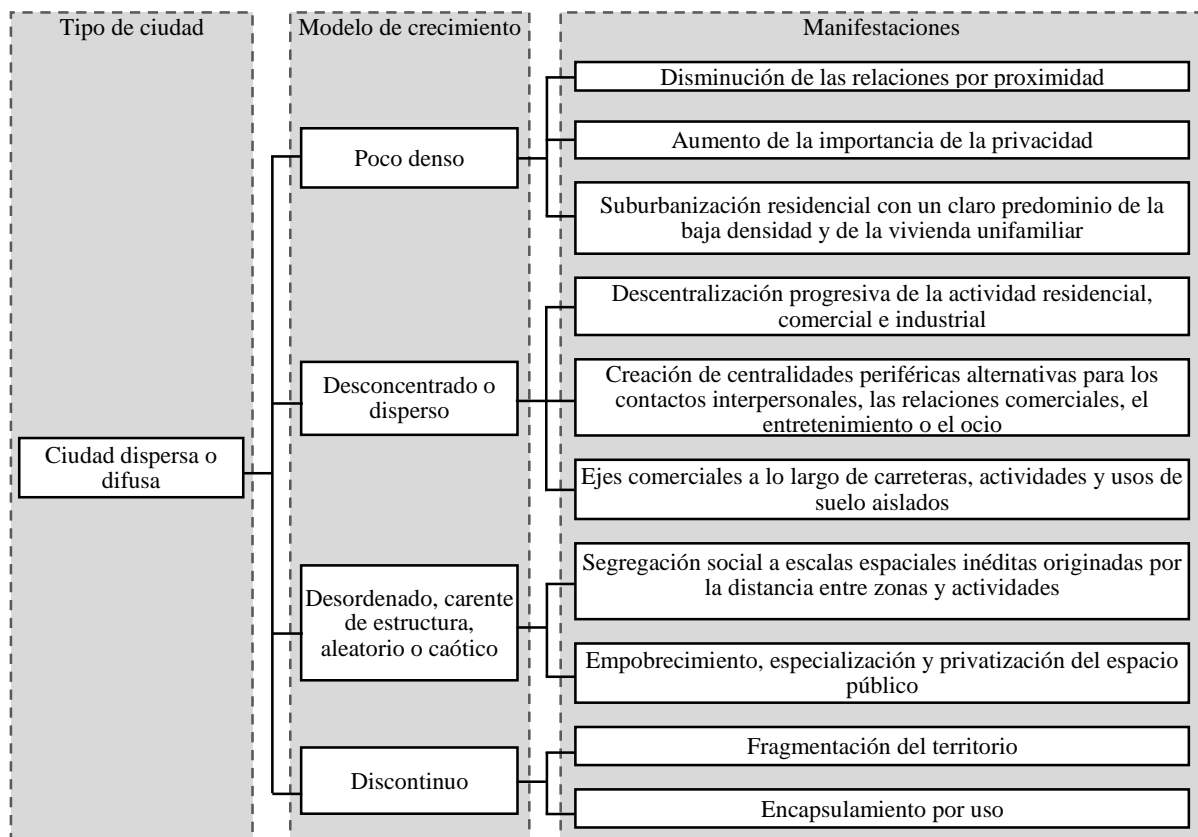 Tipo de ciudad
Modelo de crecimiento
Manifestaciones
Ciudad dispersa o
difusa
Poco denso
Disminución de las relaciones por proximidad
Aumento de la importancia de la privacidad
Suburbanización residencial con un claro predominio de la
baja densidad y de la vivienda unifamiliar
Desconcentrado o
disperso
Descentralización progresiva de la actividad residencial,
comercial e industrial
Creación de centralidades periféricas alternativas para los
contactos interpersonales, las relaciones comerciales, el
entretenimiento o el ocio
Ejes comerciales a lo largo de carreteras, actividades y usos de
suelo aislados
Desordenado, carente
de estructura,
aleatorio o caótico
Segregación social a escalas espaciales inéditas originadas por
la distancia entre zonas y actividades
Empobrecimiento, especialización y privatización del espacio
público
Discontinuo
Fragmentación del territorio
Encapsulamiento por uso